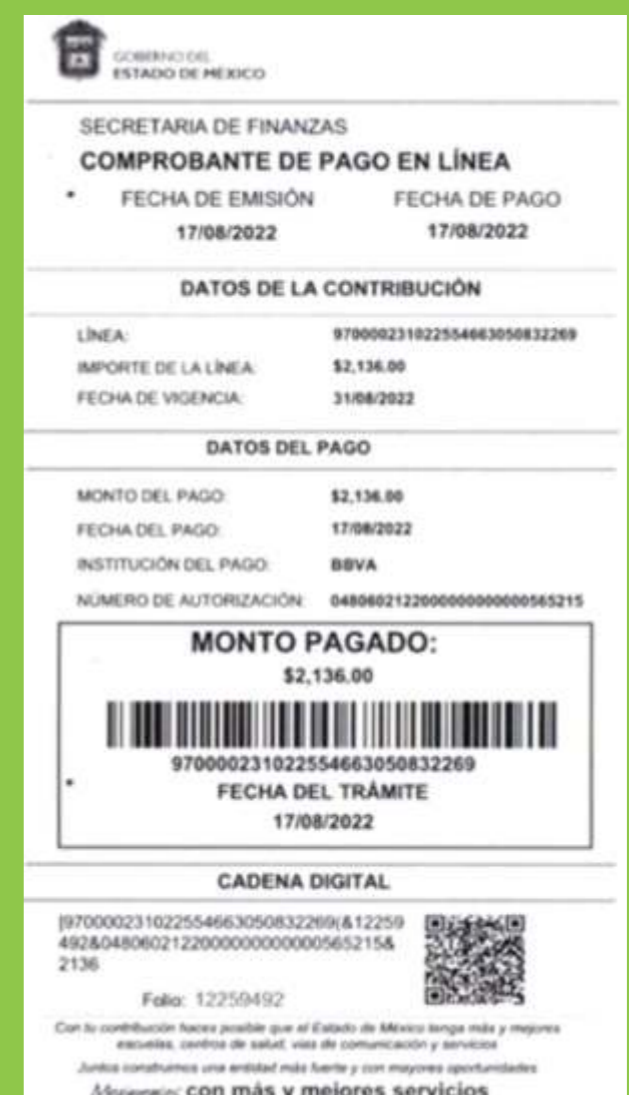 GOBIERNO DEL
ESTADO DE MÉXICO
SECRETARIA DE FINANZAS
COMPROBANTE DE PAGO EN LÍNEA
FECHA DE EMISIÓN FECHA DE PAGO
17/08/2022 17/08/2022
DATOS DE LA CONTRIBUCIÓN
LÍNEA: 970000231022554663050832269
IMPORTE DE LA LÍNEA: $2,136.00
FECHA DE VIGENCIA: 31/08/2022
DATOS DEL PAGO
MONTO DEL PAGO: $2,136.00
FECHA DEL PAGO: 17/08/2022
INSTITUCIÓN DEL PAGO: BBVA
NÚMERO DE AUTORIZACIÓN:
MONTO PAGADO:
$2,136.00
970000231022554663050832269
FECHA DEL TRÁMITE
17/08/2022
CADENA DIGITAL
2136
Folio: 12259492
Con tu contribución haces posible que el Estado de México tenga más y mejores
escuelas, centros de salud, vías de comunicación y servicios
Juntos construimos una entidad más fuerte y con mayores oportunidades
con más y mejores servicios